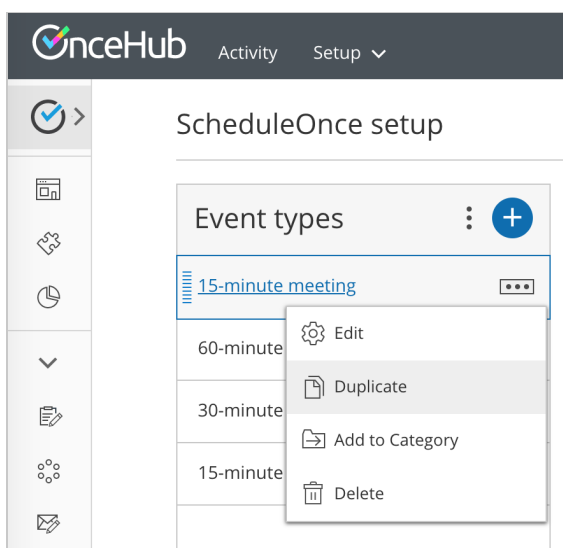 OnceHub Activity Setup
ScheduleOnce setup
Event types
15-minute meeting
Edit
60-minute
Duplicate
30-minute
Add to Category
15-minute
Delete